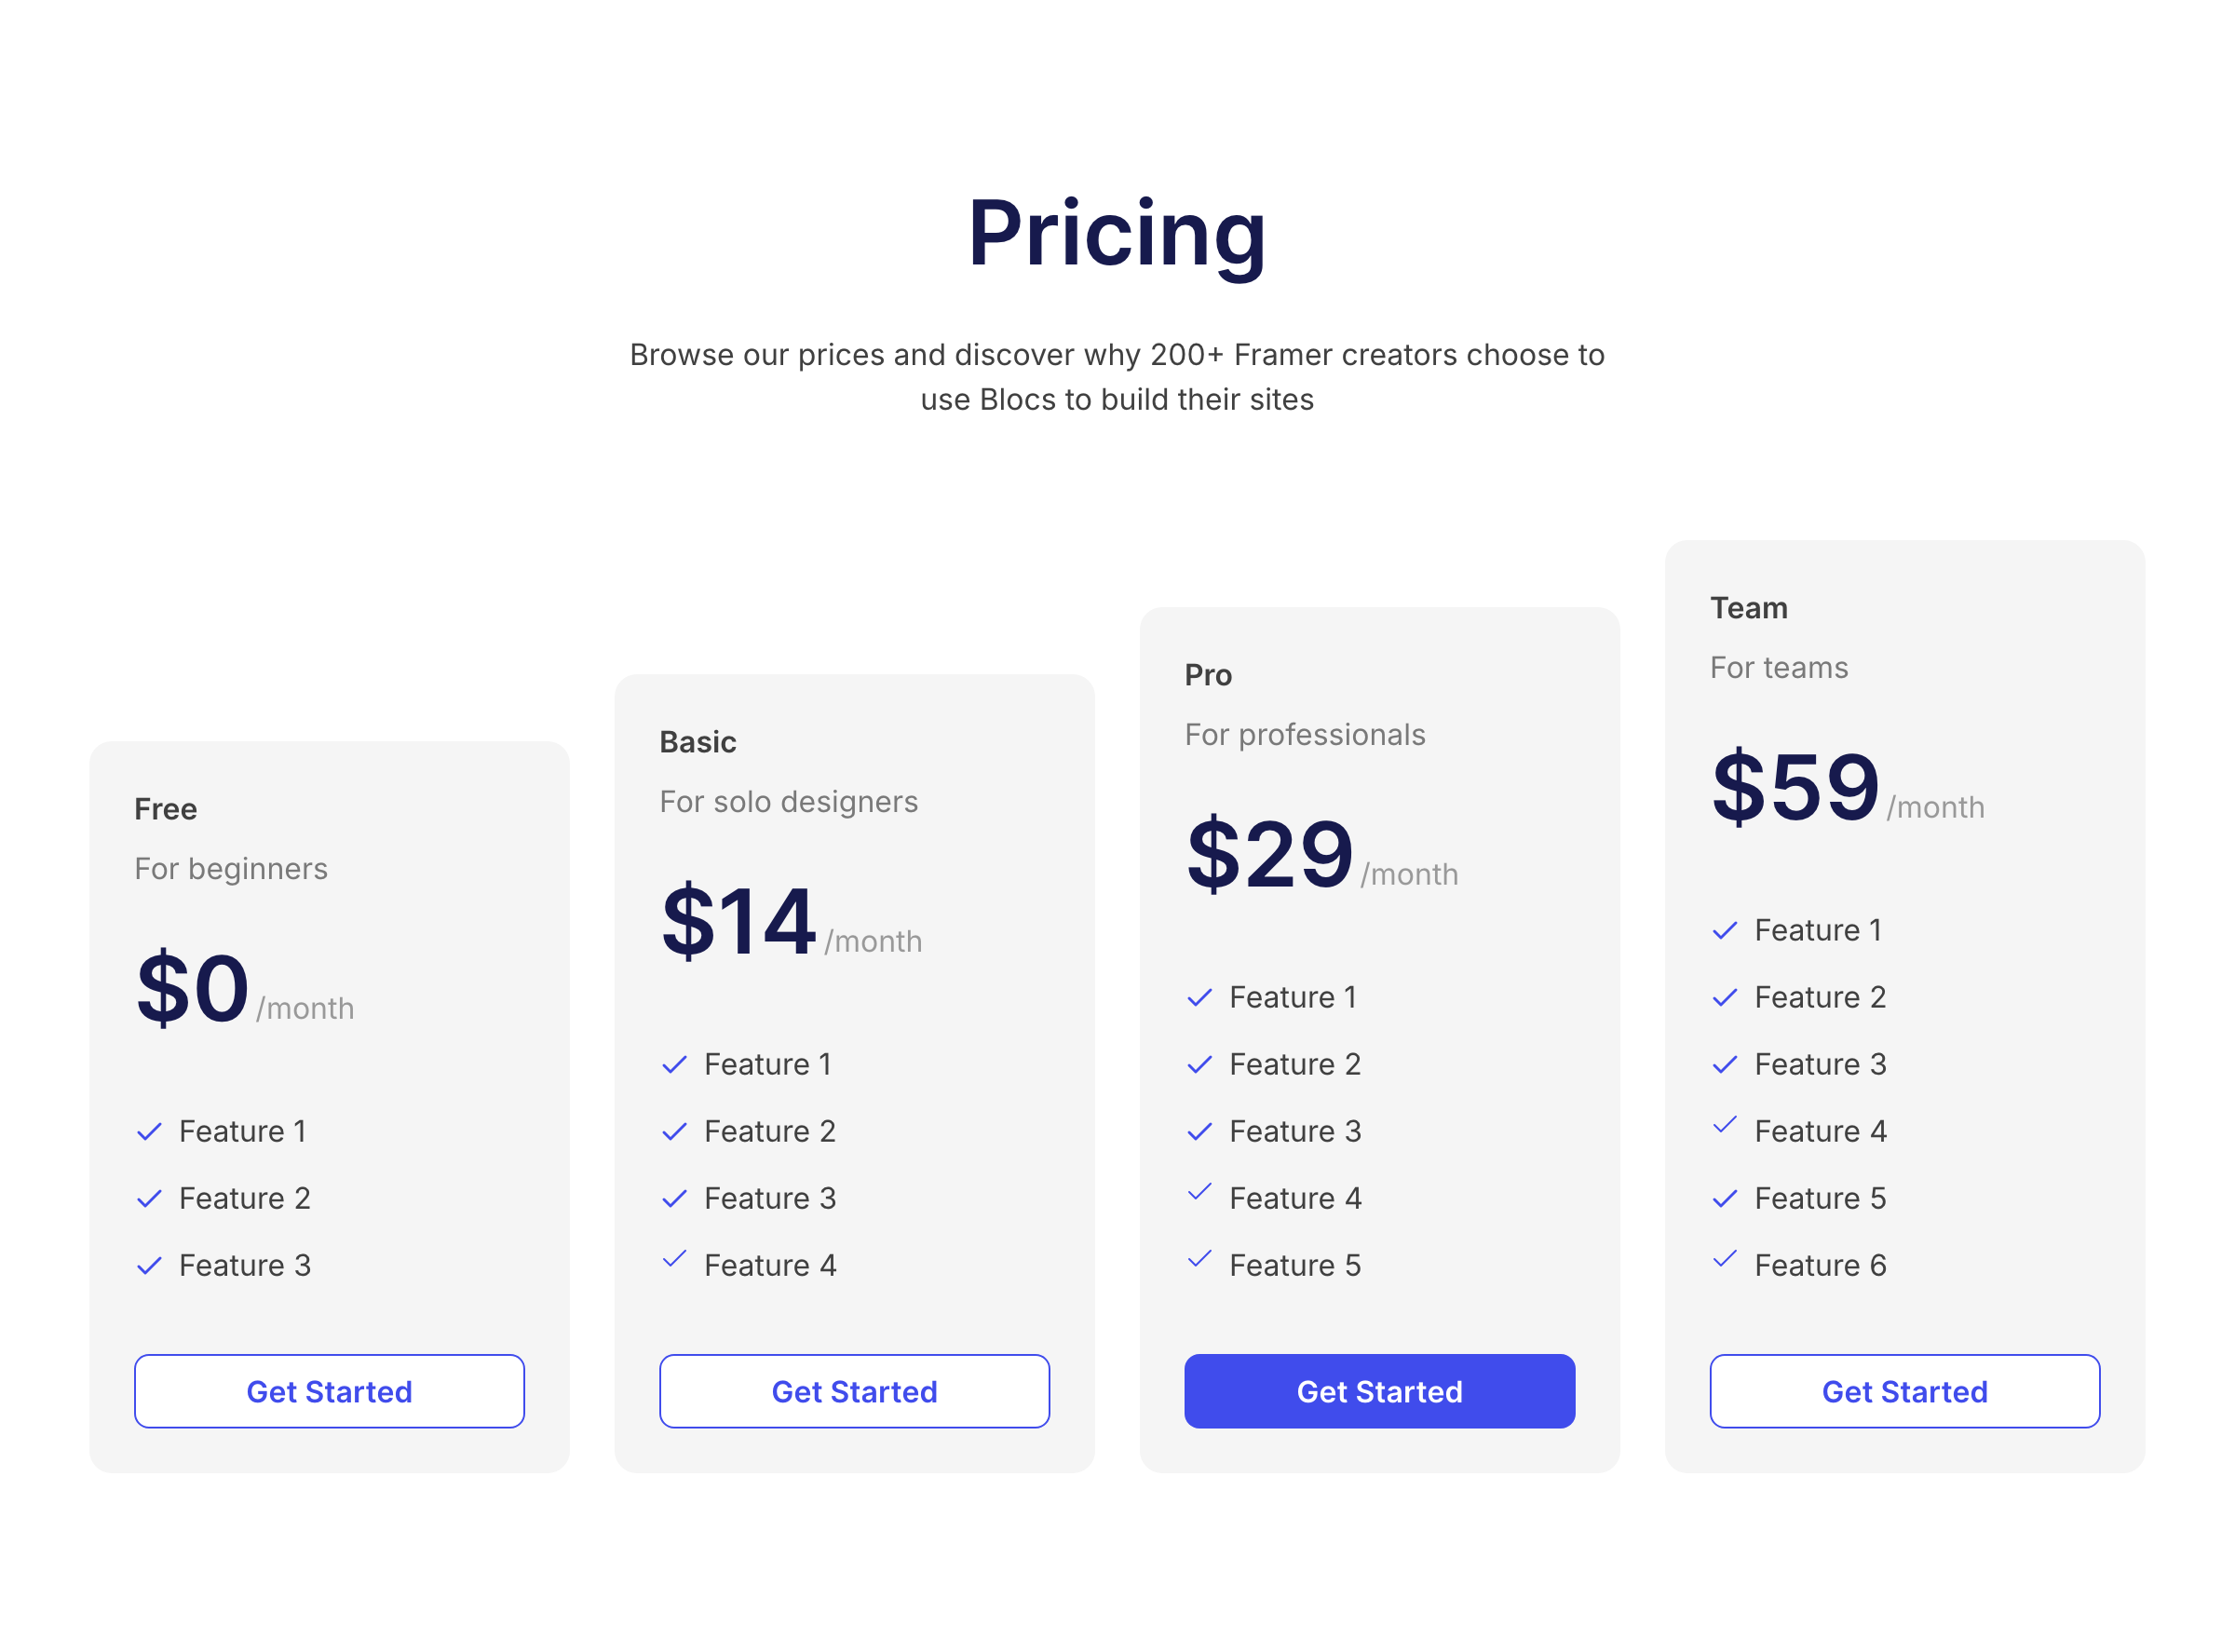 Pricing
Browse our prices and discover why 200+ Framer creators choose to
use Blocs to build their sites
Free
For beginners
$0/month
Feature 1
Feature 2
Feature 3
Get Started
Basic
For solo designers
$14/month
Feature 1
Feature 2
Feature 3
Feature 4
Get Started
Pro
For professionals
$29/month
Feature 1
Feature 2
Feature 3
Feature 4
Feature 5
Get Started
Team
For teams
$59/month
Feature 1
Feature 2
Feature 3
Feature 4
Feature 5
Feature 6
Get Started